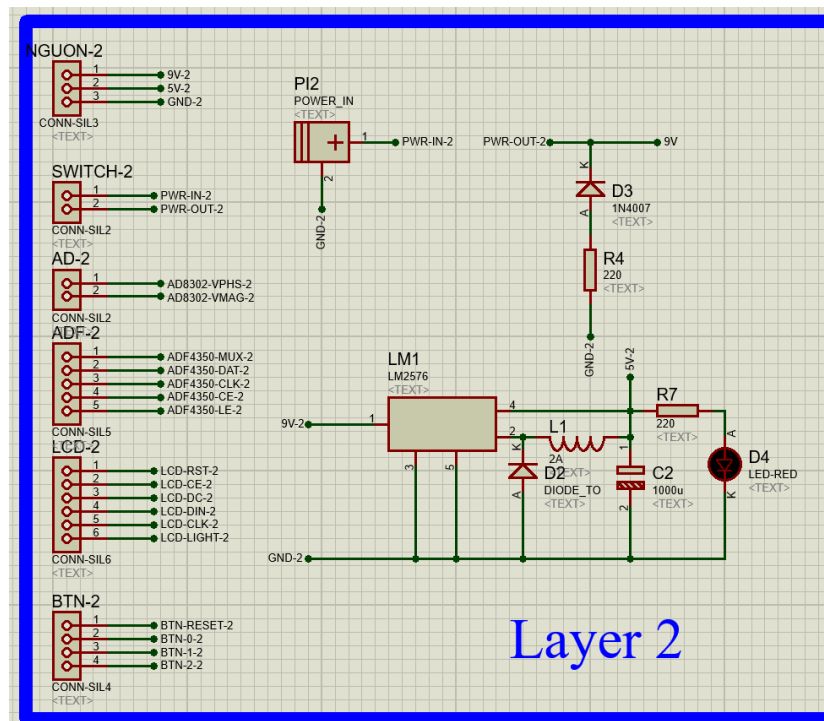 NGUON-2
1
9V-2
2
5V-2
3
GND-2
CONN-SIL3
<TEXT>
SWITCH-2
1
PWR-IN-2
2
PWR-OUT-2
CONN-SIL2
<TEXT>
AD-2
1
AD8302-VPHS-2
2
AD8302-VMAG-2
CONN-SIL2
<TEXT>
ADF-2
1
ADF4350-MUX-2
2
ADF4350-DAT-2
3
ADF4350-CLK-2
4
ADF4350-CE-2
5
ADF4350-LE-2
CONN-SIL5
<TEXT>
LCD-2
1
LCD-RST-2
2
LCD-CE-2
3
LCD-DC-2
4
LCD-DIN-2
5
LCD-CLK-2
6
LCD-LIGHT-2
CONN-SIL6
<TEXT>
BTN-2
1
BTN-RESET-2
2
BTN-0-2
3
BTN-1-2
4
BTN-2-2
CONN-SIL4
<TEXT>
PI2
POWER_IN
<TEXT>
1
PWR-IN-2
2
GND-2
PWR-OUT-2
9V
K
D3
1N4007
<TEXT>
A
R4
220
<TEXT>
GND-2
LM1
LM2576
<TEXT>
9V-2
1
4
2
3
5
5V-2
R7
220
<TEXT>
L1
2A
<TEXT>
K
D2
DIODE_TO
<TEXT>
A
1
C2
1000u
<TEXT>
2
A
D4
LED-RED
<TEXT>
K
GND-2
Layer 2